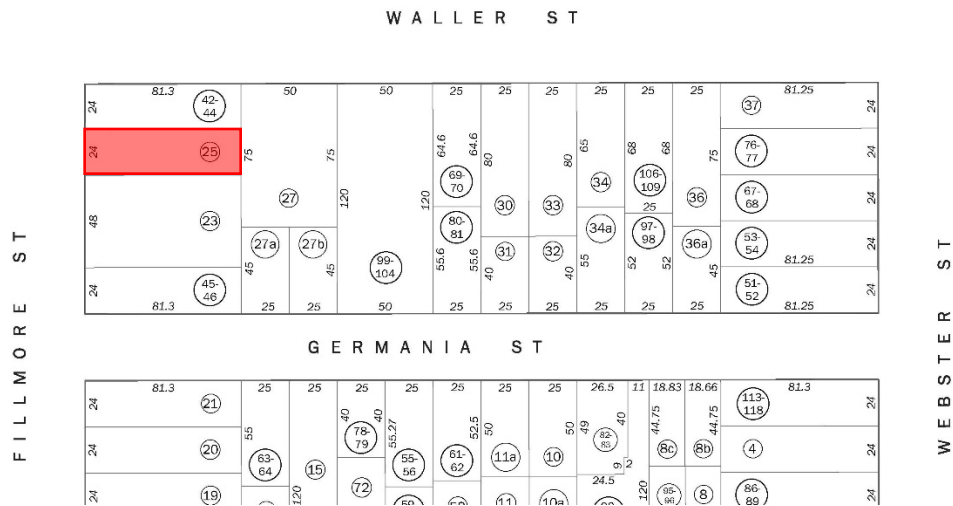 WALLER ST
81.3 50 50 25 25 25 25 25 25 81.25
24 42-44 37 24
24 25 75 75 64.6 64.6 80 80 65 68 68 75 76-77 24
69-70 34 106-109
120 120 27 30 33 25 36 67-68 24
48 23 80-81 34a 97-98
27a 27b 31 32 36a 53-54 24
45 45 99-104 55.6 55.6 40 40 55 52 52 45 81.25
24 45-46 51-52 24
81.3 25 25 50 25 25 25 25 25 25 81.25
FILLMORE ST
WEBSTER ST
GERMANIA ST
81.3 25 25 25 25 25 25 25 26.5 11 18.83 18.66 81.3
24 21 40 40 113-118 24
55 78-79 55.27 52.5 50 50 49 82-83 40 44.75 44.75
24 20 63-64 15 55-56 61-62 11a 10 8c 8b 4 24
9 2
24.5
24 19 120 72 11 10a 120 95-96 8 86-89 24